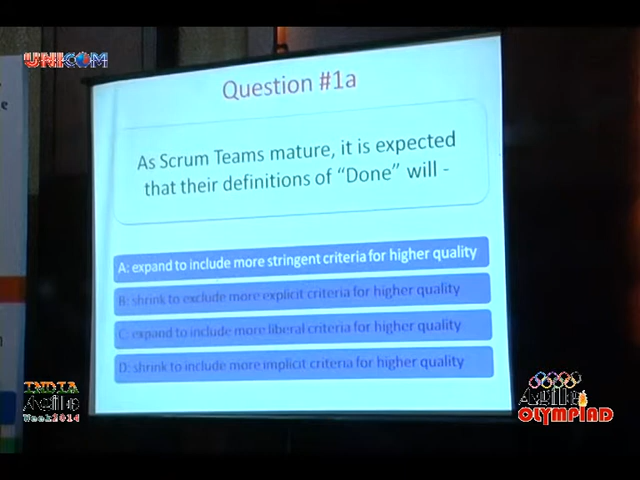 UNICOM
e
Question #1a
As Scrum Teams mature, it is expected
that their definitions of “Done” will -
A: expand to include more stringent criteria for higher quality
B: shrink to exclude more explicit criteria for higher quality
C: expand to include more liberal criteria for higher quality
D: shrink to include more implicit criteria for higher quality
n
INDIA
Agile
Week2014
Agile
OLYMPIAD